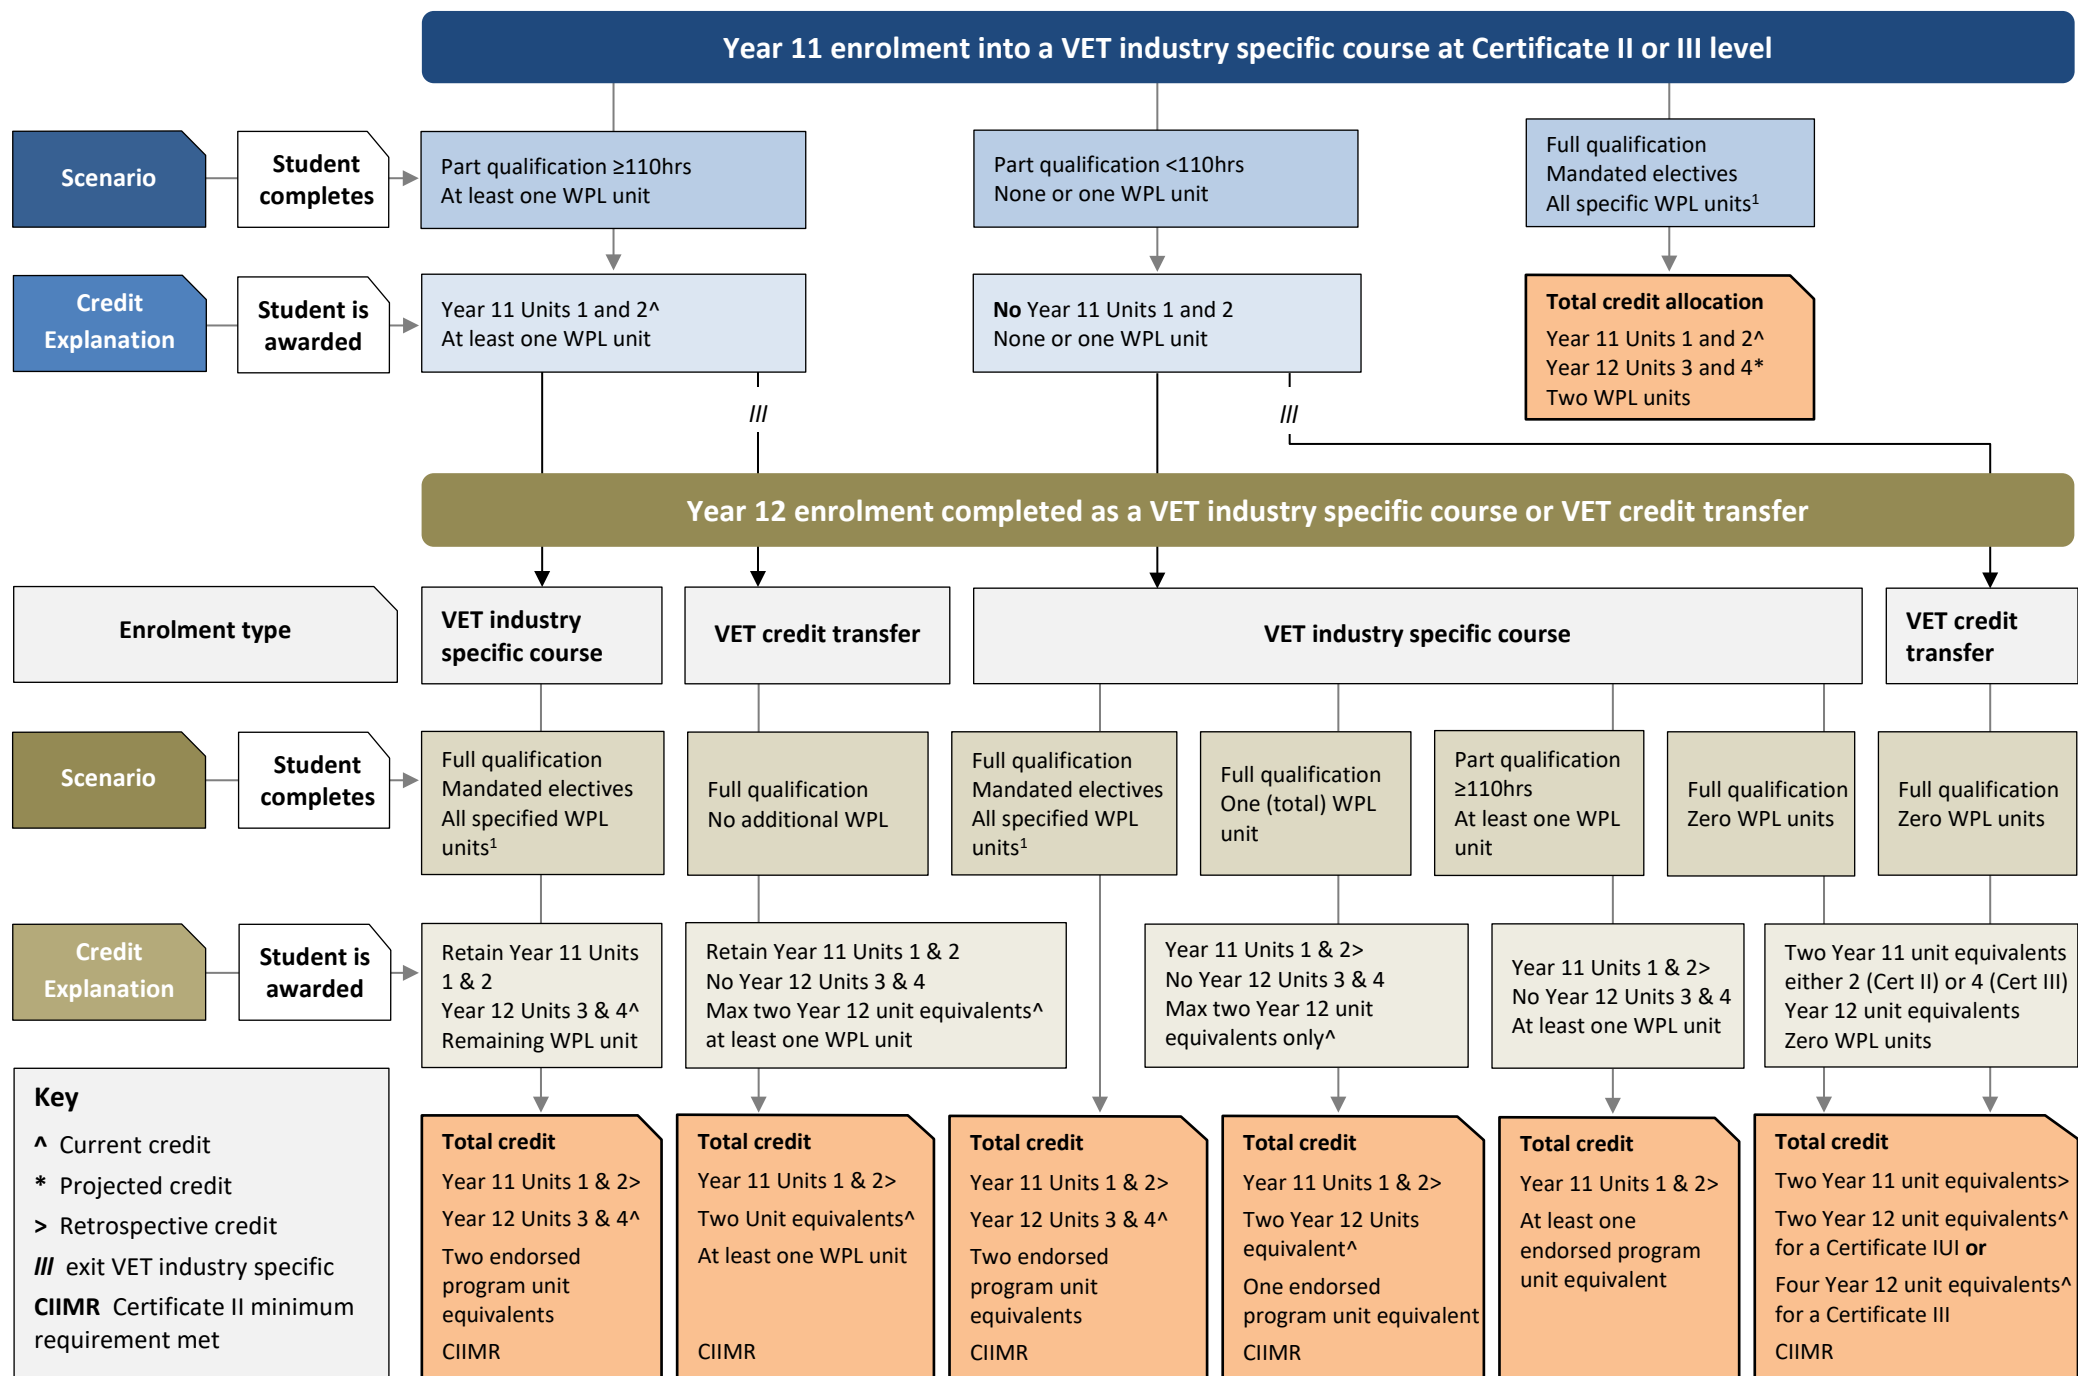 Year 11 enrolment into a VET industry specific course at Certificate II or III level
Scenario
Student
completes
Part qualification ≥110hrs
At least one WPL unit
Part qualification <110hrs
None or one WPL unit
Full qualification
Mandated electives
All specific WPL units¹
Credit
Explanation
Student is
awarded
Year 11 Units 1 and 2^
At least one WPL unit
No Year 11 Units 1 and 2
None or one WPL unit
Total credit allocation
Year 11 Units 1 and 2^
Year 12 Units 3 and 4*
Two WPL units
///
///
Year 12 enrolment completed as a VET industry specific course or VET credit transfer
Enrolment type
VET industry
specific course
VET credit transfer
VET industry specific course
VET credit
transfer
Scenario
Student
completes
Full qualification
Mandated electives
All specified WPL
units¹
Full qualification
No additional WPL
Full qualification
Mandated electives
All specified WPL
units¹
Full qualification
One (total) WPL
unit
Part qualification
≥110hrs
At least one WPL
unit
Full qualification
Zero WPL units
Full qualification
Zero WPL units
Credit
Explanation
Student is
awarded
Retain Year 11 Units
1 & 2
Year 12 Units 3 & 4^
Remaining WPL unit
Retain Year 11 Units 1 & 2
No Year 12 Units 3 & 4
Max two Year 12 unit equivalents^
at least one WPL unit
Year 11 Units 1 & 2>
No Year 12 Units 3 & 4
Max two Year 12 unit
equivalents only^
Year 11 Units 1 & 2>
No Year 12 Units 3 & 4
At least one WPL unit
Two Year 11 unit equivalents
either 2 (Cert II) or 4 (Cert III)
Year 12 unit equivalents
Zero WPL units
Key
^ Current credit
* Projected credit
> Retrospective credit
/// exit VET industry specific
CIIMR Certificate II minimum
requirement met
Total credit
Year 11 Units 1 & 2>
Year 12 Units 3 & 4^
Two endorsed
program unit
equivalents
CIIMR
Total credit
Year 11 Units 1 & 2>
Two Unit equivalents^
At least one WPL unit
CIIMR
Total credit
Year 11 Units 1 & 2>
Year 12 Units 3 & 4^
Two endorsed
program unit
equivalents
CIIMR
Total credit
Year 11 Units 1 & 2>
Two Year 12 Units
equivalent^
One endorsed
program unit equivalent
CIIMR
Total credit
Year 11 Units 1 & 2>
At least one
endorsed program
unit equivalent
Total credit
Two Year 11 unit equivalents>
Two Year 12 unit equivalents^
for a Certificate IUI or
Four Year 12 unit equivalents^
for a Certificate III
CIIMR